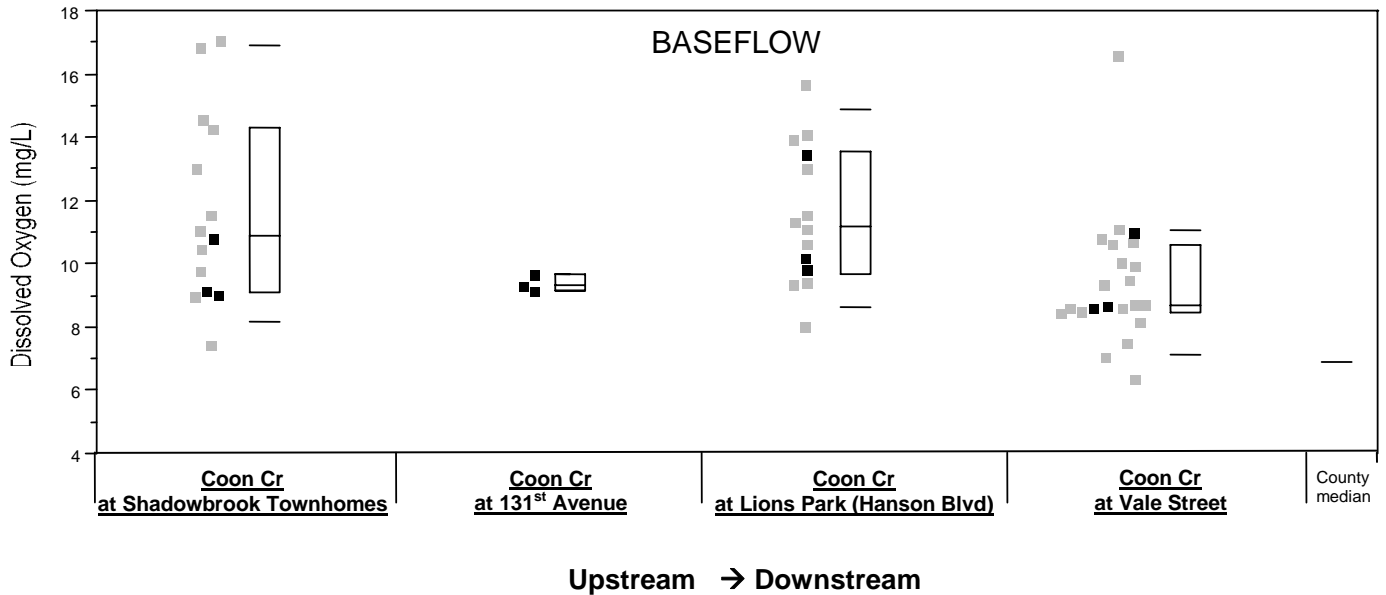 BASEFLOW
Dissolved Oxygen (mg/L)
18
16
14
12
10
8
6
4
Coon Cr
at Shadowbrook Townhomes
Coon Cr
at 131st Avenue
Coon Cr
at Lions Park (Hanson Blvd)
Coon Cr
at Vale Street
County
median
Upstream → Downstream